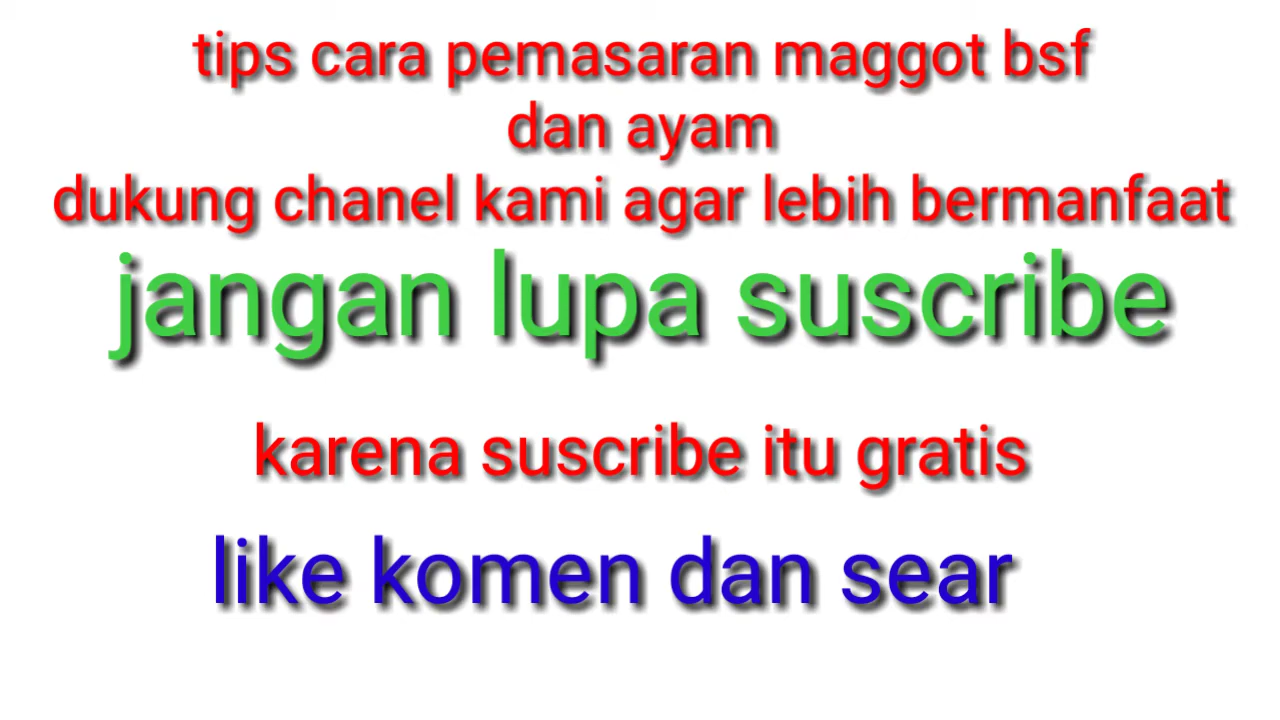 tips cara pemasaran maggot bsf
dan ayam
dukung chanel kami agar lebih bermanfaat
jangan lupa suscribe
karena suscribe itu gratis
like komen dan sear